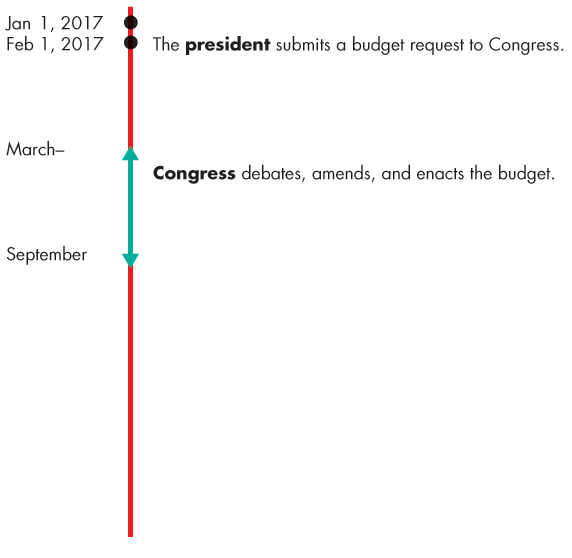 Jan 1, 2017
Feb 1, 2017 The president submits a budget request to Congress.
March–
Congress debates, amends, and enacts the budget.
September